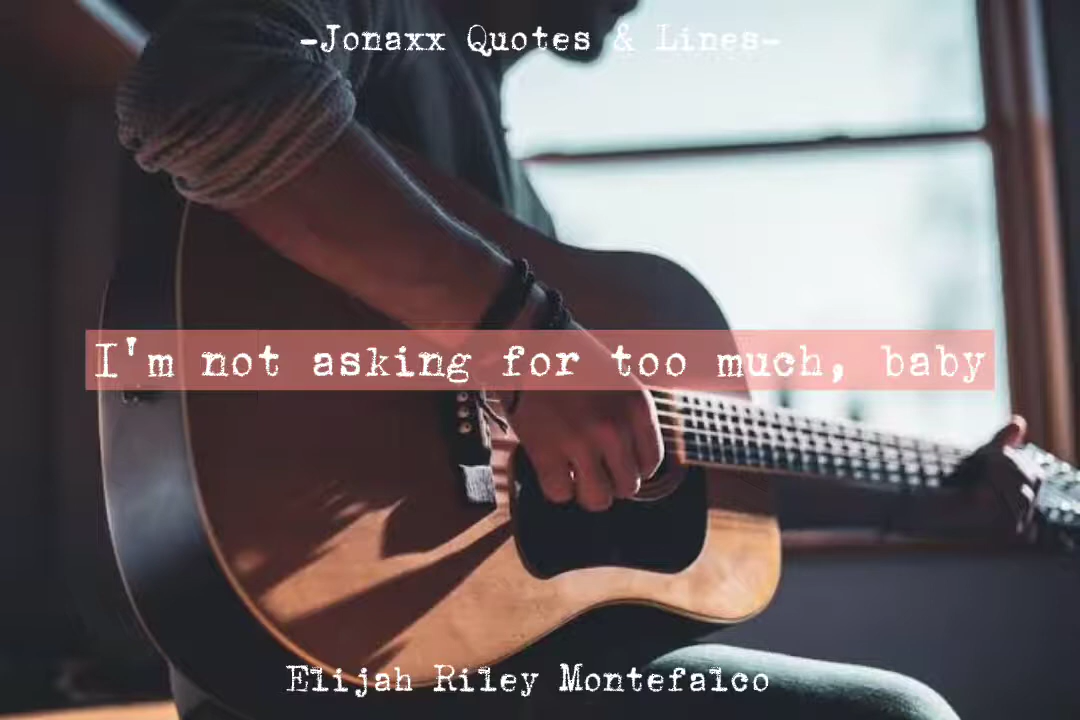 -Jonaxx Quotes & Lines-
I'm not asking for too much, baby
Elijah Riley Montefalco